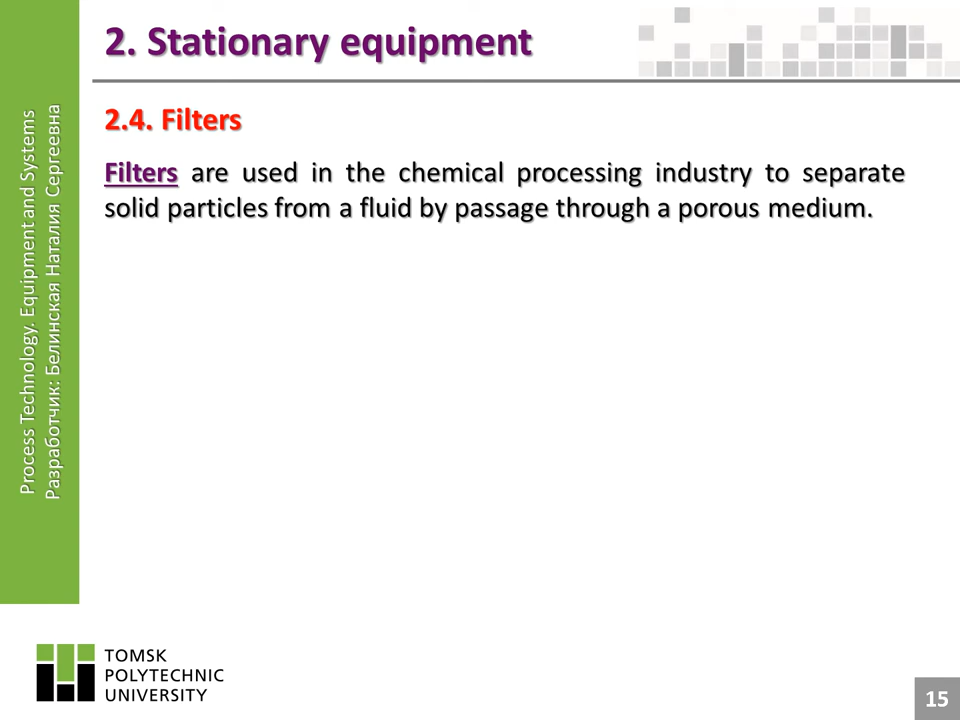 2. Stationary equipment
2.4. Filters
Filters are used in the chemical processing industry to separate
solid particles from a fluid by passage through a porous medium.
Process Technology. Equipment and Systems
Разработчик: Белинская Наталия Сергеевна
TOMSK
POLYTECHNIC
UNIVERSITY
15